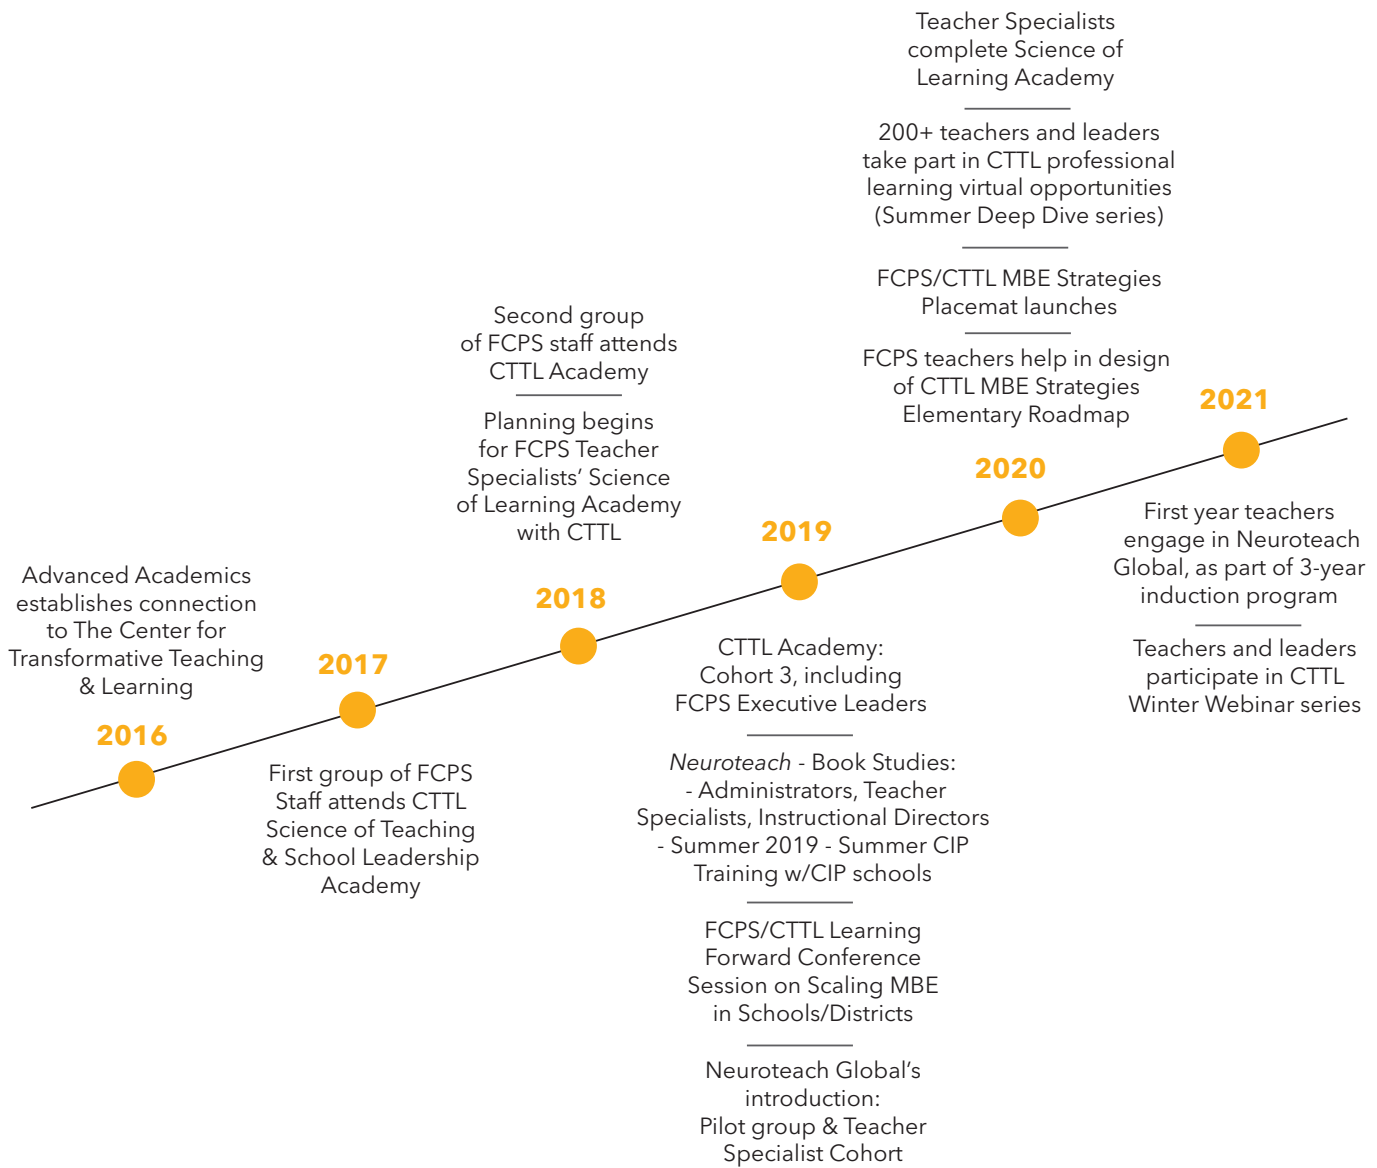 2016
Advanced Academics
establishes connection
to The Center for
Transformative Teaching
& Learning
2017
First group of FCPS
Staff attends CTTL
Science of Teaching
& School Leadership
Academy
2018
Second group
of FCPS staff attends
CTTL Academy
Planning begins
for FCPS Teacher
Specialists’ Science
of Learning Academy
with CTTL
2019
CTTL Academy:
Cohort 3, including
FCPS Executive Leaders
Neuroteach - Book Studies:
- Administrators, Teacher
Specialists, Instructional Directors
- Summer 2019 - Summer CIP
Training w/CIP schools
FCPS/CTTL Learning
Forward Conference
Session on Scaling MBE
in Schools/Districts
Neuroteach Global’s
introduction:
Pilot group & Teacher
Specialist Cohort
2020
Teacher Specialists
complete Science of
Learning Academy
200+ teachers and leaders
take part in CTTL professional
learning virtual opportunities
(Summer Deep Dive series)
FCPS/CTTL MBE Strategies
Placemat launches
FCPS teachers help in design
of CTTL MBE Strategies
Elementary Roadmap
2021
First year teachers
engage in Neuroteach
Global, as part of 3-year
induction program
Teachers and leaders
participate in CTTL
Winter Webinar series